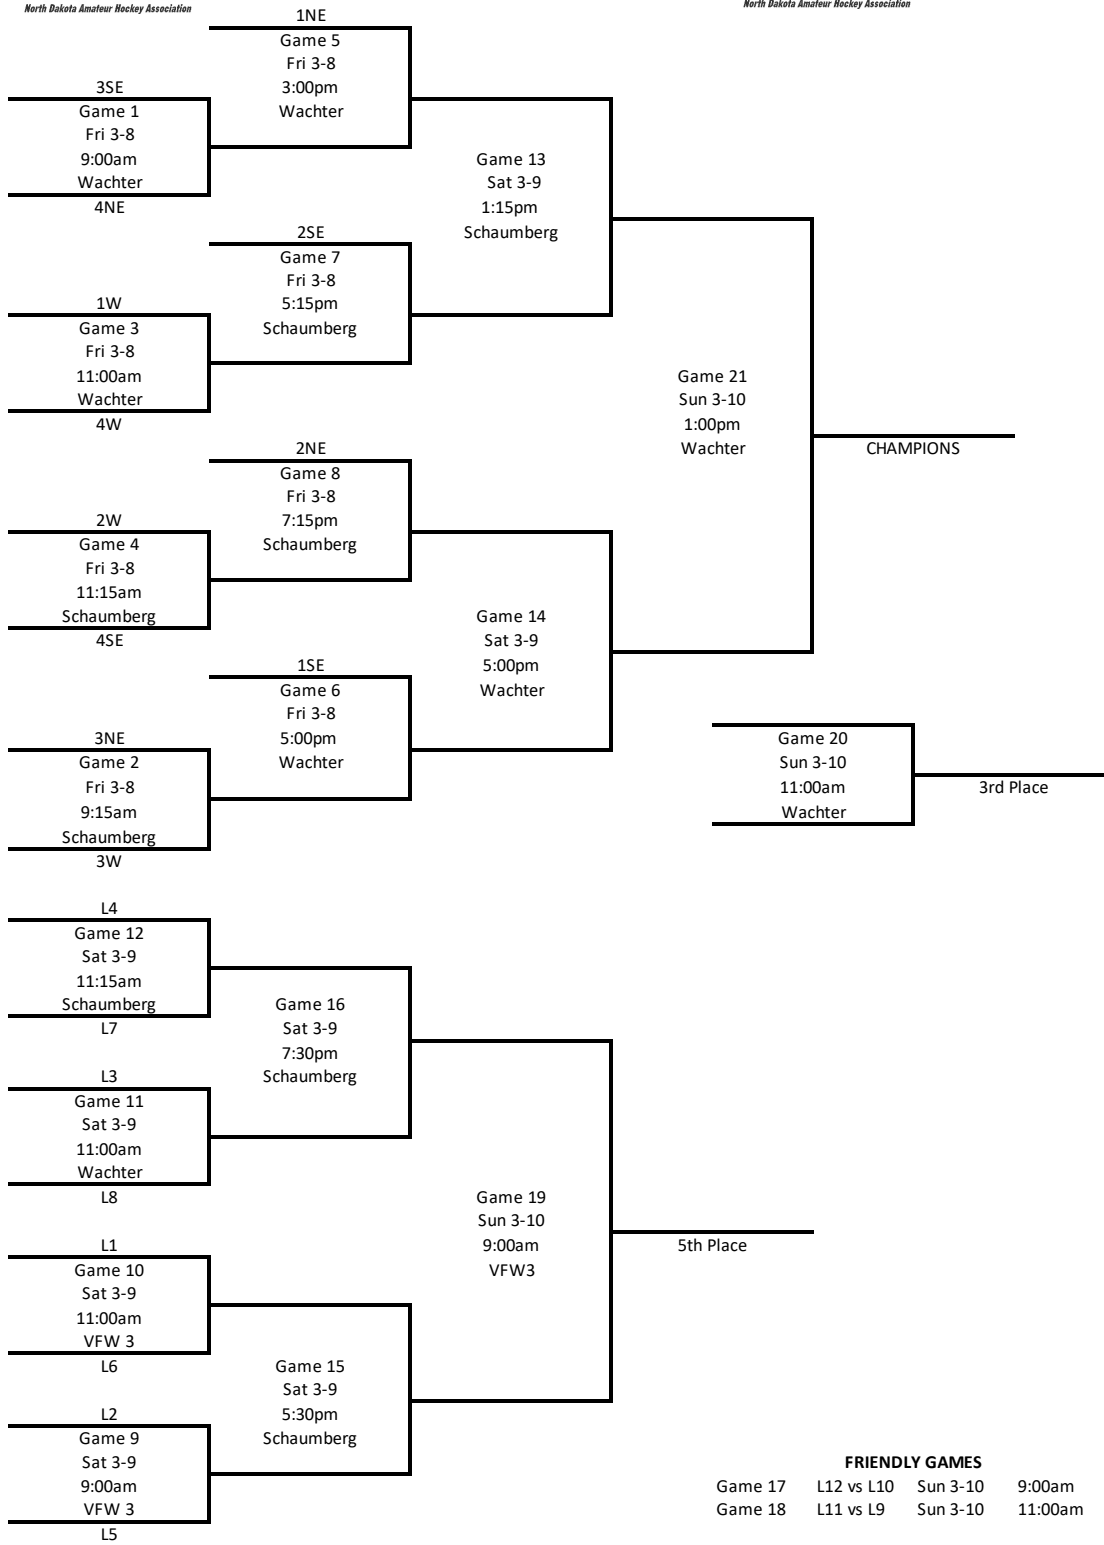 North Dakota Amateur Hockey Association
North Dakota Amateur Hockey Association
1NE
Game 5
Fri 3-8
3:00pm
Wachter
3SE
Game 1
Fri 3-8
9:00am
Wachter
4NE
Game 13
Sat 3-9
1:15pm
Schaumberg
2SE
Game 7
Fri 3-8
5:15pm
Schaumberg
1W
Game 3
Fri 3-8
11:00am
Wachter
4W
Game 21
Sun 3-10
1:00pm
Wachter
CHAMPIONS
2NE
Game 8
Fri 3-8
7:15pm
Schaumberg
2W
Game 4
Fri 3-8
11:15am
Schaumberg
4SE
Game 14
Sat 3-9
5:00pm
Wachter
1SE
Game 6
Fri 3-8
5:00pm
Wachter
3NE
Game 2
Fri 3-8
9:15am
Schaumberg
3W
Game 20
Sun 3-10
11:00am
Wachter
3rd Place
L4
Game 12
Sat 3-9
11:15am
Schaumberg
L7
Game 16
Sat 3-9
7:30pm
Schaumberg
L3
Game 11
Sat 3-9
11:00am
Wachter
L8
Game 19
Sun 3-10
9:00am
VFW3
5th Place
L1
Game 10
Sat 3-9
11:00am
VFW 3
L6
Game 15
Sat 3-9
5:30pm
Schaumberg
L2
Game 9
Sat 3-9
9:00am
VFW 3
L5
FRIENDLY GAMES
Game 17 L12 vs L10 Sun 3-10 9:00am
Game 18 L11 vs L9 Sun 3-10 11:00am